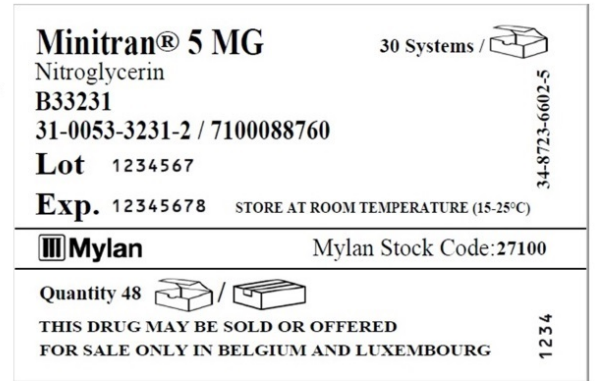 Minitran® 5 MG
30 Systems /
Nitroglycerin
B33231
31-0053-3231-2 / 7100088760
34-8723-6602-5
Lot 1234567
Exp. 12345678 STORE AT ROOM TEMPERATURE (15-25°C)
Mylan Mylan Stock Code:27100
Quantity 48 /
THIS DRUG MAY BE SOLD OR OFFERED
FOR SALE ONLY IN BELGIUM AND LUXEMBOURG
1234